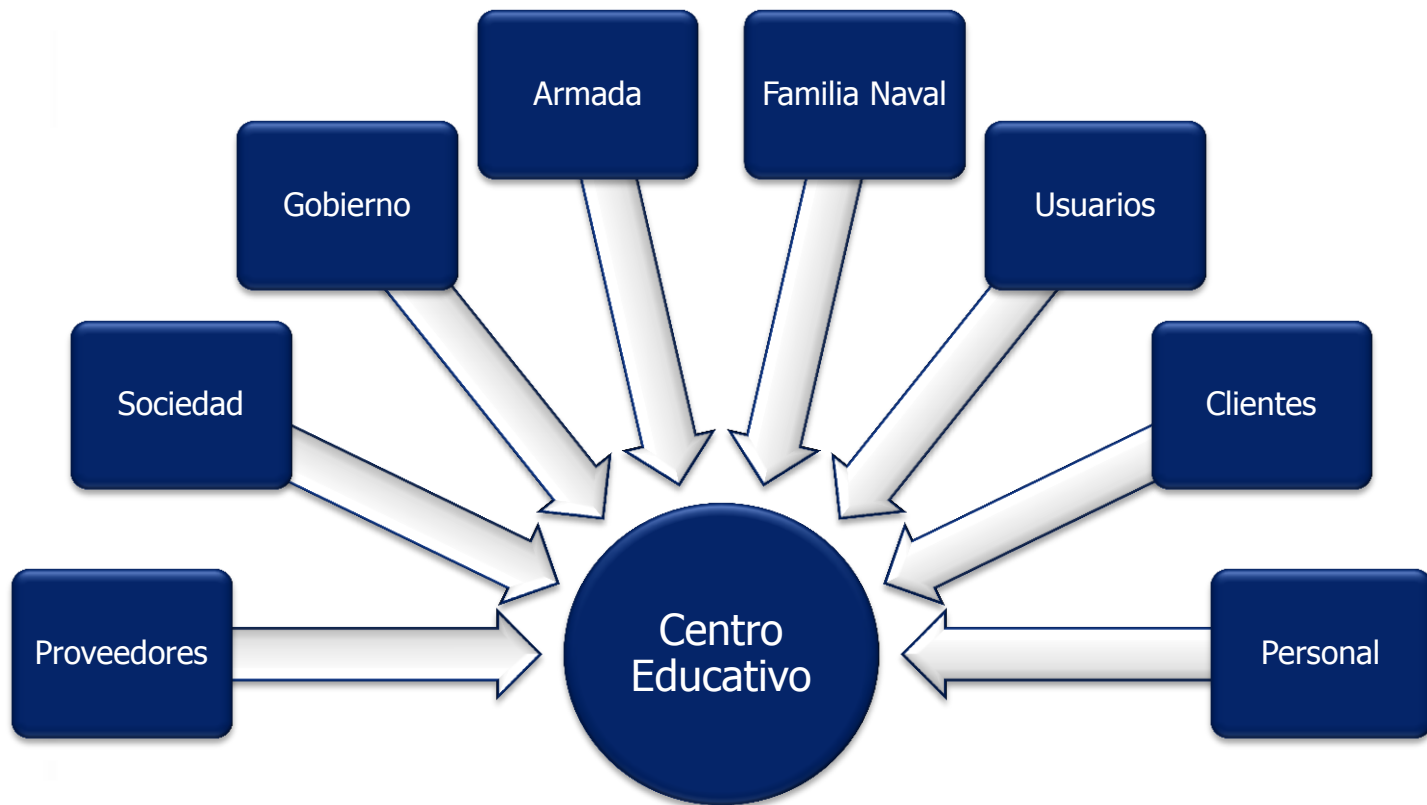 Armada
Familia Naval
Gobierno
Usuarios
Sociedad
Clientes
Proveedores
Centro
Educativo
Personal